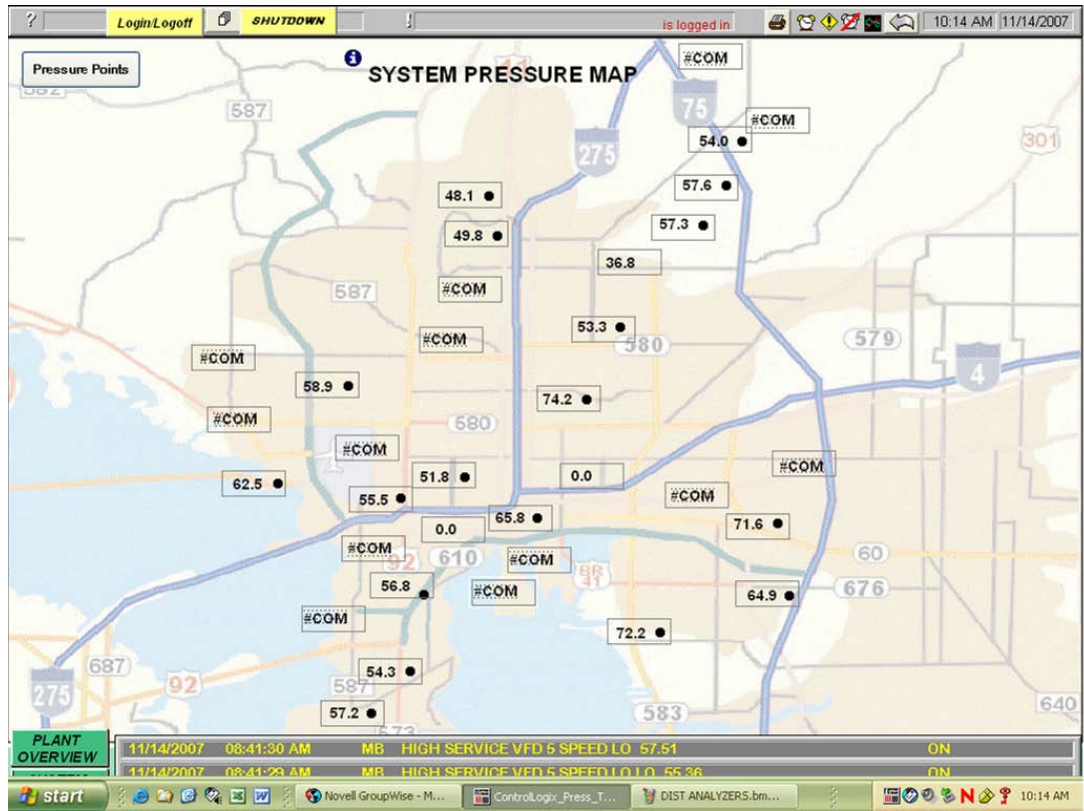 ? Login/Logoff SHUTDOWN is logged in 10:14 AM 11/14/2007
Pressure Points
SYSTEM PRESSURE MAP
#COM
582
41
587
75
#COM
54.0
301
275
57.6
48.1
57.3
49.8
36.8
#COM
587
53.3
#COM
580
579
#COM
58.9
4
74.2
#COM
580
#COM
#COM
51.8
0.0
62.5
#COM
55.5
65.8
71.6
0.0
#COM
92
610
#COM
60
BR
41
56.8
#COM
64.9
676
#COM
72.2
687
54.3
275
92
587
640
57.2
583
573
PLANT
OVERVIEW
11/14/2007 08:41:30 AM MB HIGH SERVICE VFD 5 SPEED LO 57.51 ON
11/14/2007 08:41:29 AM MB HIGH SERVICE VFD 5 SPEED LO LO 55.36 ON
start Novell GroupWise - M... ControlLogix_Press_T... DIST ANALYZERS.bm... 10:14 AM